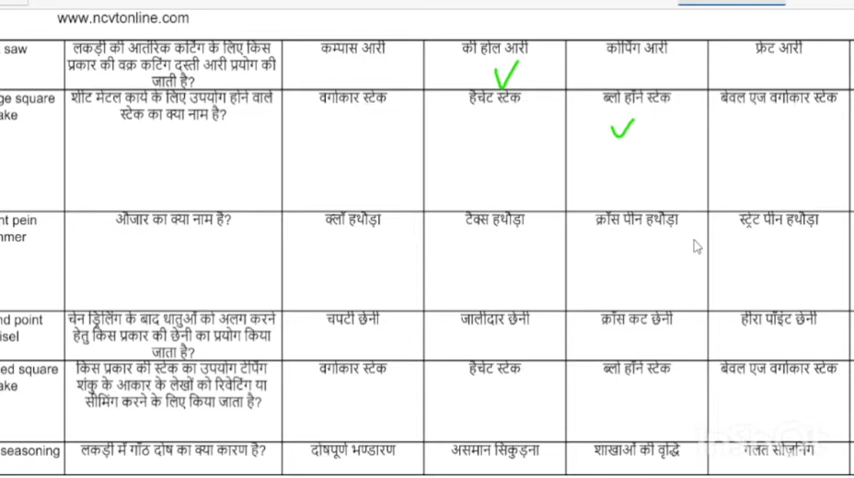 www.ncvtonline.com
saw
लकड़ी की आतंरिक कटिंग के लिए किस
प्रकार की वक्र कटिंग दस्ती आरी प्रयोग की
जाती है?
कम्पास आरी
की होल आरी
कोपिंग आरी
फ्रेट आरी
ge square
ake
शीट मेटल कार्य के लिए उपयोग होने वाले
स्टेक का क्या नाम है?
वर्गाकार स्टेक
हैचेट स्टेक
ब्लो हॉर्न स्टेक
बेवल एज वर्गाकार स्टेक
ht pein
mmer
औजार का क्या नाम है?
क्लॉ हथौड़ा
टैक्स हथौड़ा
क्रॉस पीन हथौड़ा
स्ट्रेट पीन हथौड़ा
nd point
isel
चेन ड्रिलिंग के बाद धातुओं को अलग करने
हेतु किस प्रकार की छेनी का प्रयोग किया
जाता है?
चपटी छेनी
जालीदार छेनी
क्रॉस कट छेनी
हीरा पॉइंट छेनी
ed square
ake
किस प्रकार की स्टेक का उपयोग टेपिंग
शंकु के आकार के लेखों को रिवेटिंग या
सीमिंग करने के लिए किया जाता है?
वर्गाकार स्टेक
हैचेट स्टेक
ब्लो हॉर्न स्टेक
बेवल एज वर्गाकार स्टेक
seasoning
लकड़ी में गाँठ दोष का क्या कारण है?
दोषपूर्ण भण्डारण
असमान सिकुड़ना
शाखाओं की वृद्धि
गलत सीज़निंग